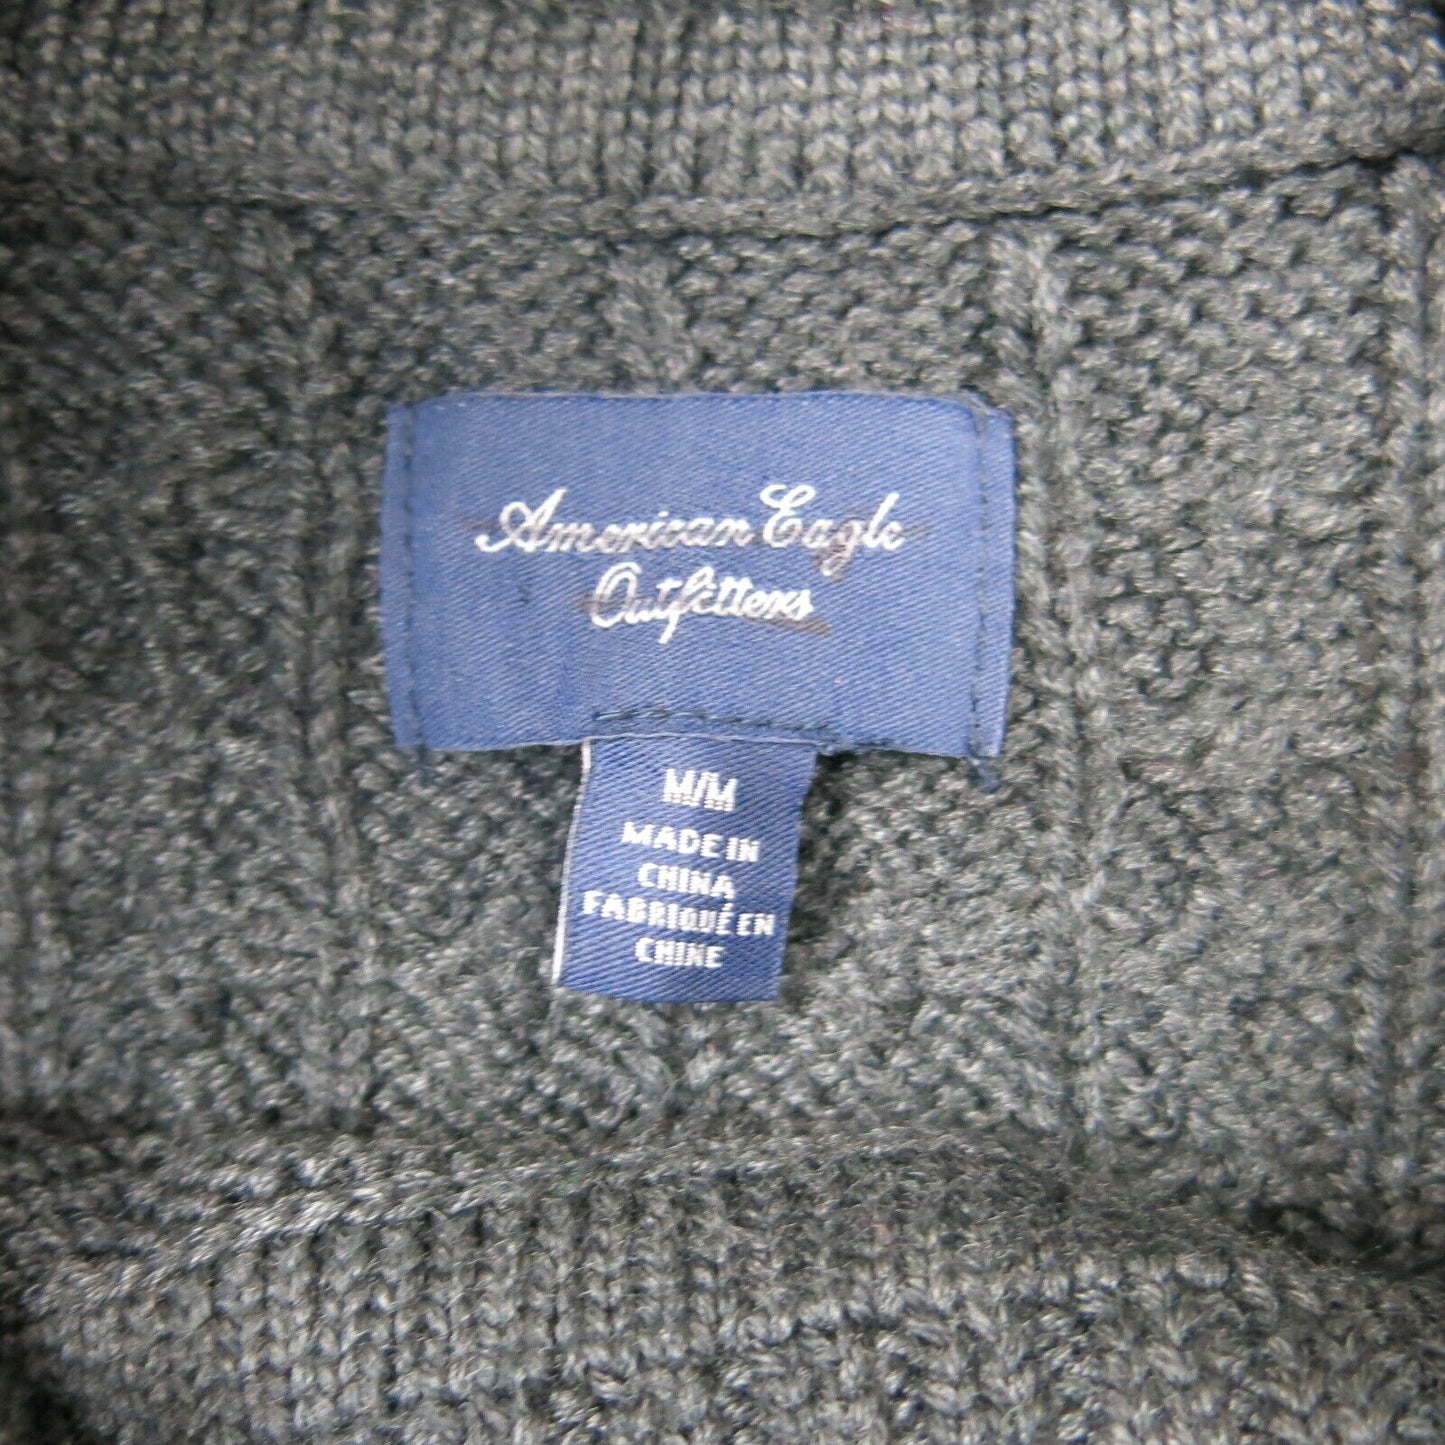 American Eagle
Outfitters
M/M
MADE IN
CHINA
FABRIQUÉ EN
CHINE